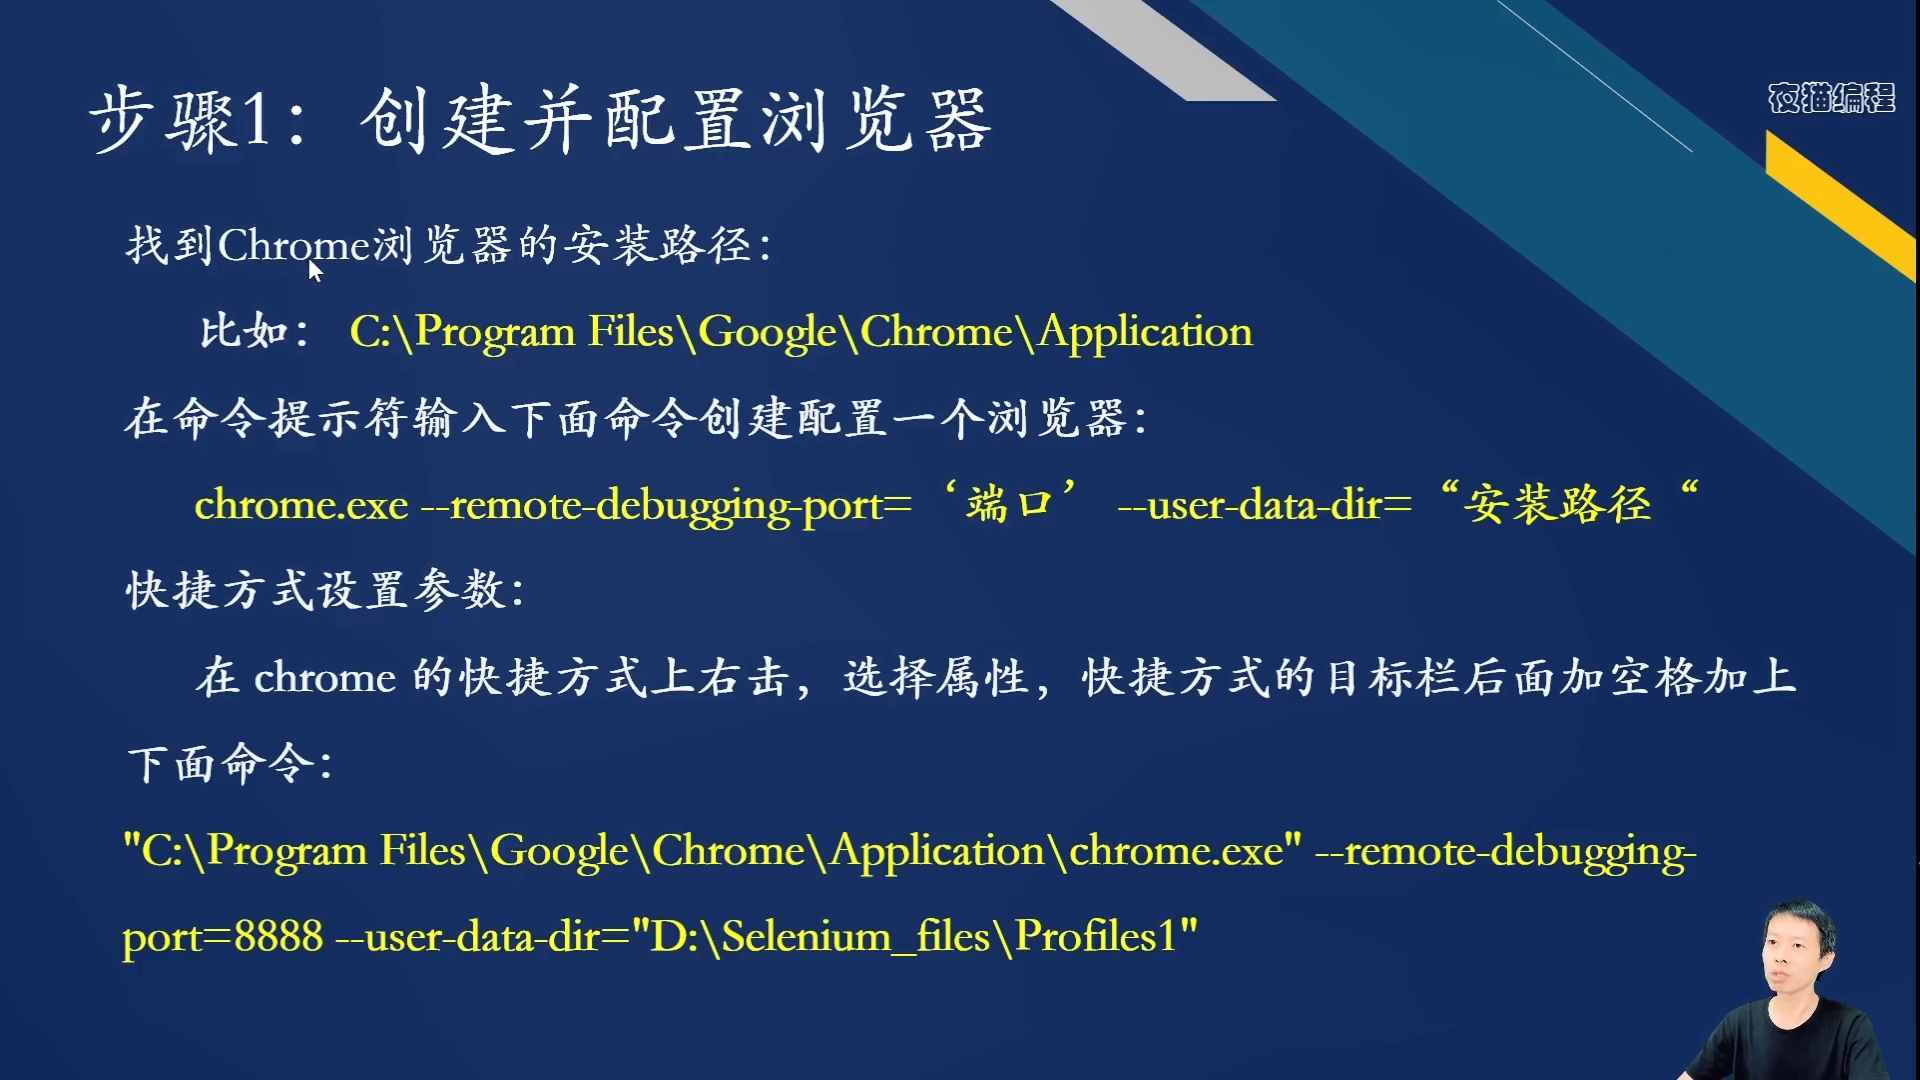 夜猫编程
步骤1：创建并配置浏览器
找到Chrome浏览器的安装路径：
比如： C:\Program Files\Google\Chrome\Application
在命令提示符输入下面命令创建配置一个浏览器：
chrome.exe --remote-debugging-port=‘端口’ --user-data-dir=“安装路径“
快捷方式设置参数：
在 chrome 的快捷方式上右击，选择属性，快捷方式的目标栏后面加空格加上
下面命令：
"C:\Program Files\Google\Chrome\Application\chrome.exe" --remote-debugging-
port=8888 --user-data-dir="D:\Selenium_files\Profiles1"